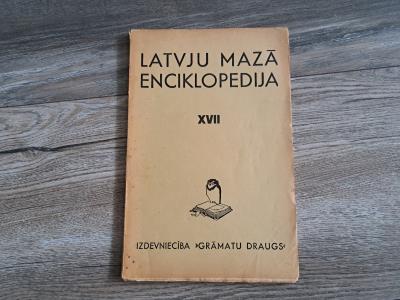 LATVJU MAZĀ
ENCIKLOPEDIJA
XVII
IZDEVNIECĪBA »GRĀMATU DRAUGS«